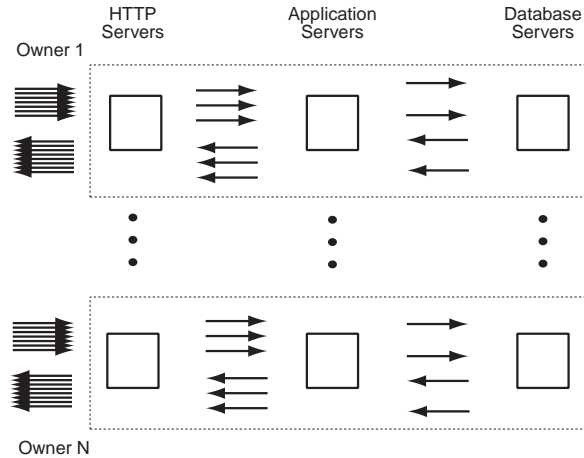 HTTP
Servers
Application
Servers
Database
Servers
Owner 1
Owner N